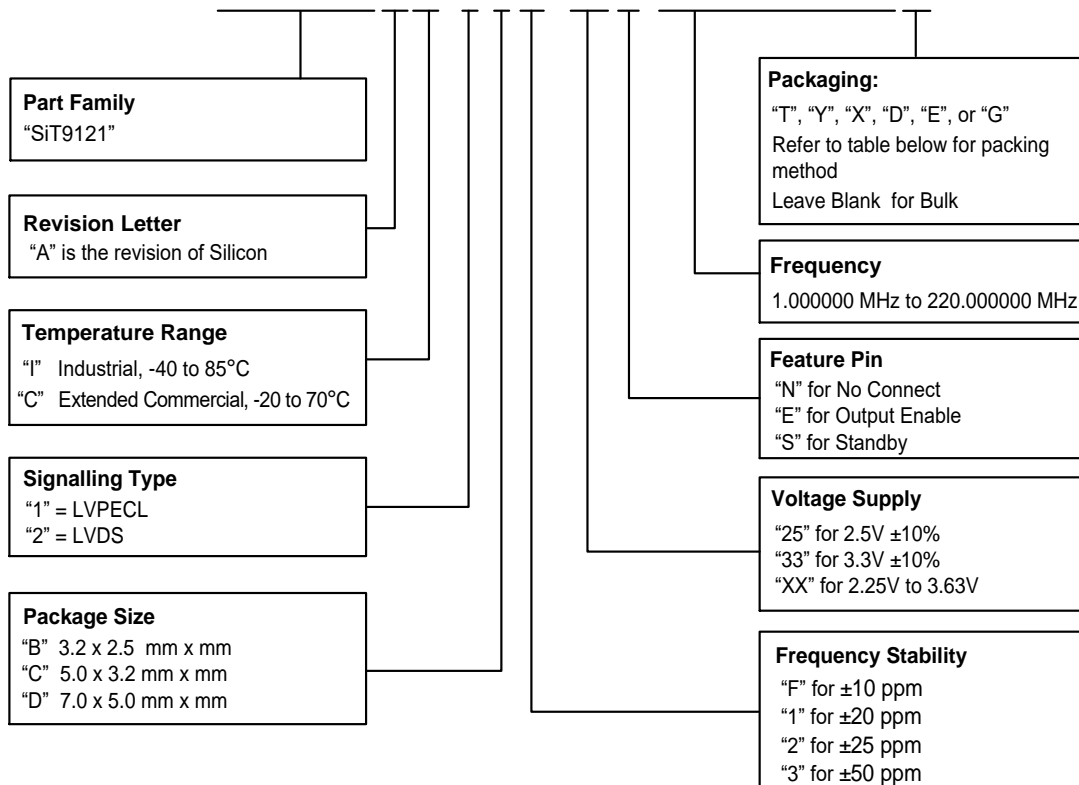 Part Family
“SiT9121”
Revision Letter
“A” is the revision of Silicon
Temperature Range
“I” Industrial, -40 to 85°C
“C” Extended Commercial, -20 to 70°C
Signalling Type
“1” = LVPECL
“2” = LVDS
Package Size
“B” 3.2 x 2.5 mm x mm
“C” 5.0 x 3.2 mm x mm
“D” 7.0 x 5.0 mm x mm
Packaging:
“T”, “Y”, “X”, “D”, “E”, or “G”
Refer to table below for packing
method
Leave Blank for Bulk
Frequency
1.000000 MHz to 220.000000 MHz
Feature Pin
“N” for No Connect
“E” for Output Enable
“S” for Standby
Voltage Supply
“25” for 2.5V ±10%
“33” for 3.3V ±10%
“XX” for 2.25V to 3.63V
Frequency Stability
“F” for ±10 ppm
“1” for ±20 ppm
“2” for ±25 ppm
“3” for ±50 ppm